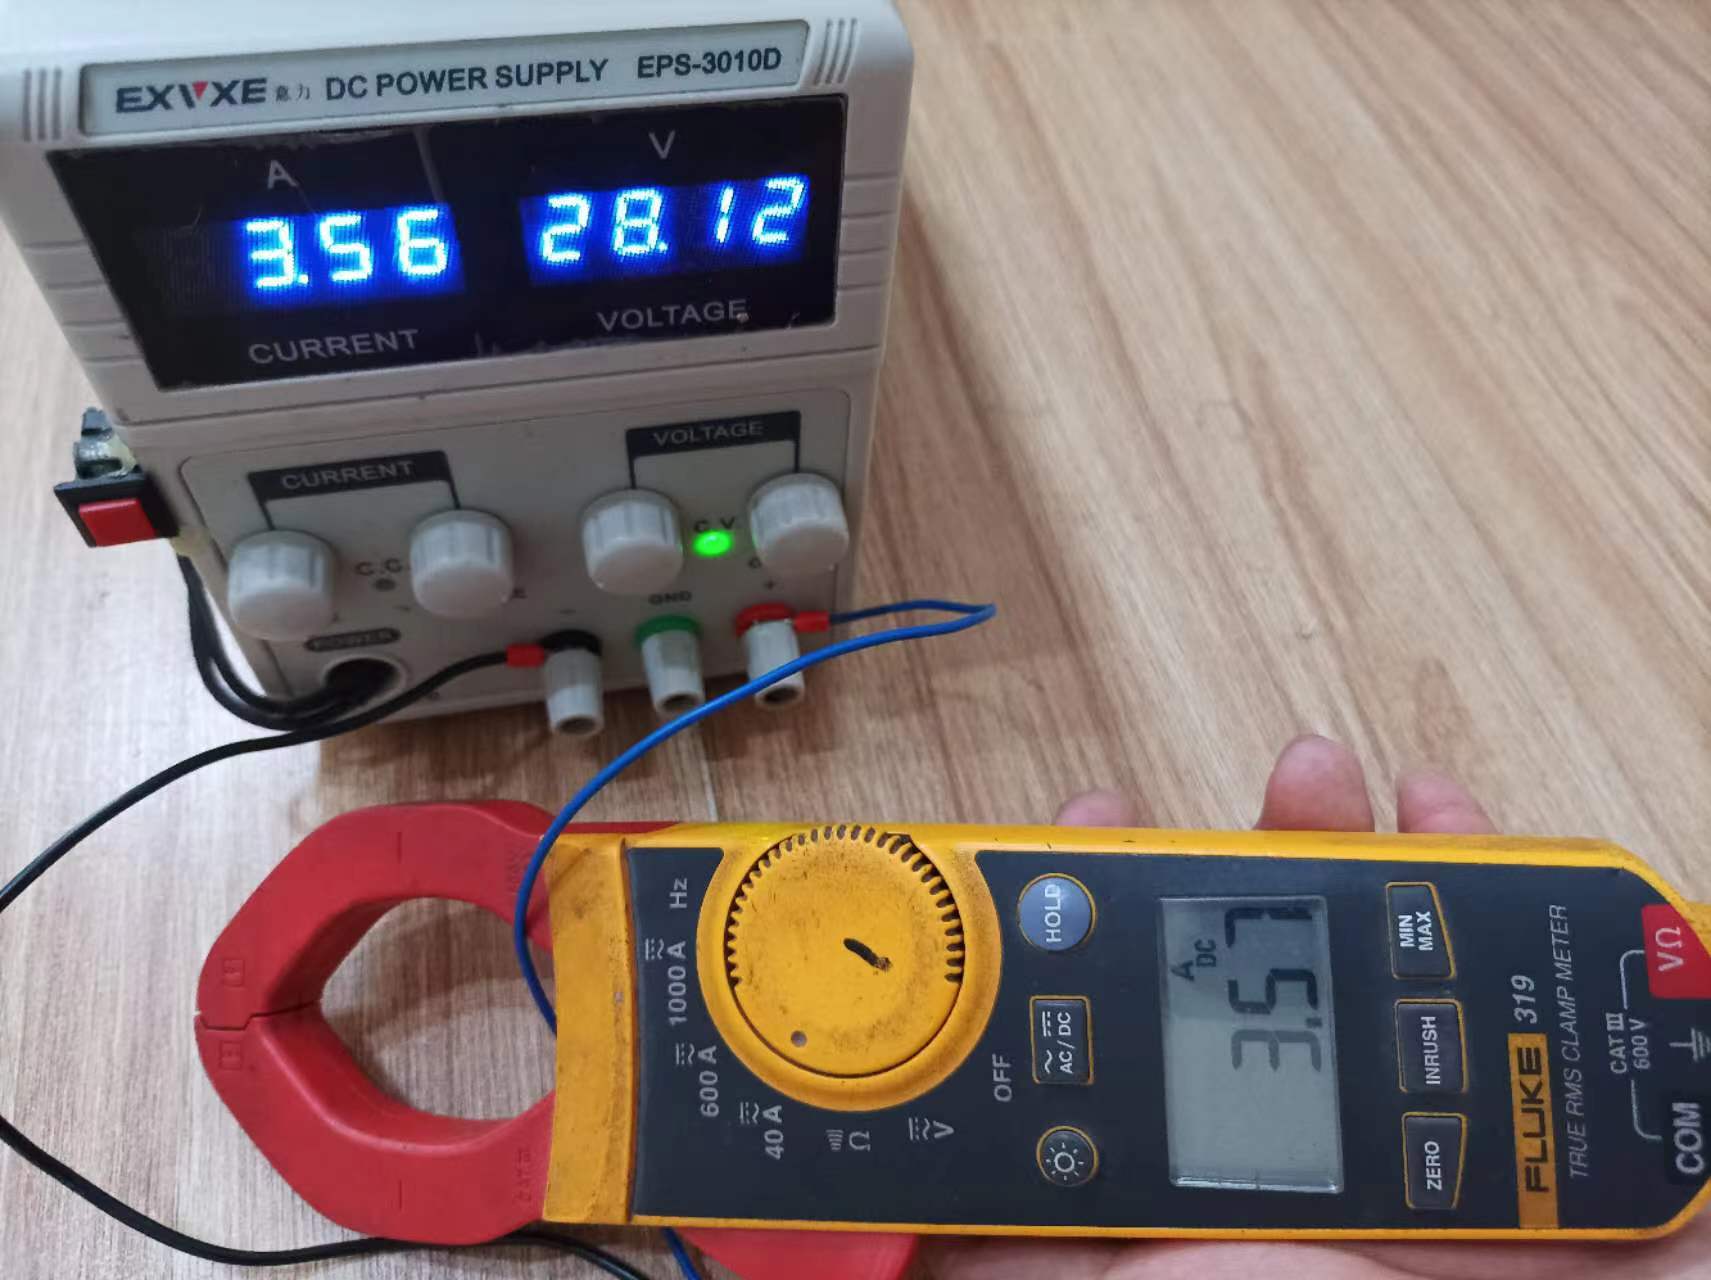 EXVXE 意力 DC POWER SUPPLY EPS-3010D
A V
3.56 28.12
CURRENT VOLTAGE
CURRENT VOLTAGE
C.C. C.V
- GND +
POWER
Hz
1000 A
600 A
40 A
Ω
V
OFF
HOLD
AC/DC
A
DC
3.57
MIN
MAX
INRUSH
ZERO
FLUKE 319
TRUE RMS CLAMP METER
CAT III
600 V
VΩ
COM